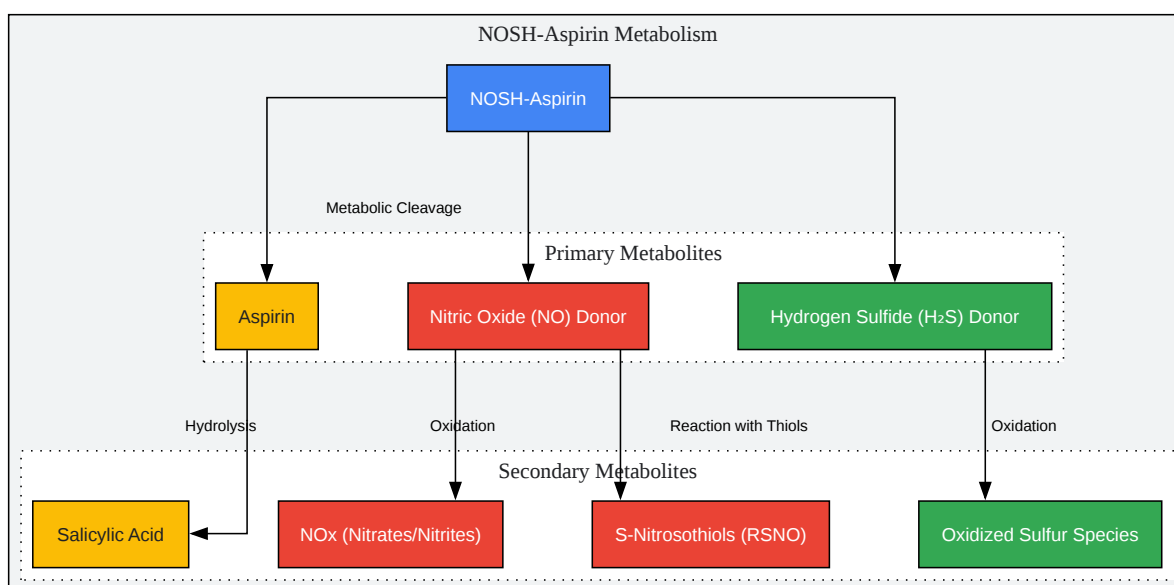 NOSH-Aspirin Metabolism
NOSH-Aspirin
Metabolic Cleavage
Primary Metabolites
Aspirin
Nitric Oxide (NO) Donor
Hydrogen Sulfide (H₂S) Donor
Hydrolysis
Oxidation
Reaction with Thiols
Oxidation
Secondary Metabolites
Salicylic Acid
NOx (Nitrates/Nitrites)
S-Nitrosothiols (RSNO)
Oxidized Sulfur Species